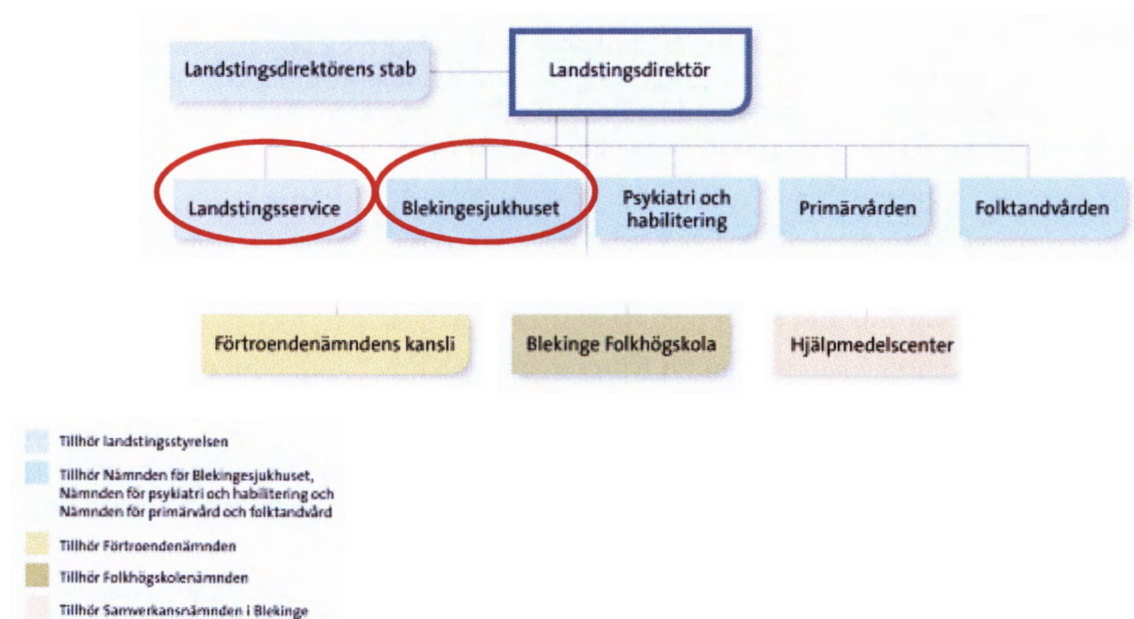 Landstingsdirektörens stab
Landstingsdirektör
Landstingsservice
Blekingesjukhuset
Psykiatri och
habilitering
Primärvården
Folktandvården
Förtroendenämndens kansli
Blekinge Folkhögskola
Hjälpmedelscenter
Tillhör landstingsstyrelsen
Tillhör Nämnden för Blekingesjukhuset,
Nämnden för psykiatri och habilitering och
Nämnden för primärvård och folktandvård
Tillhör Förtroendenämnden
Tillhör Folkhögskolenämnden
Tillhör Samverkansnämnden i Blekinge